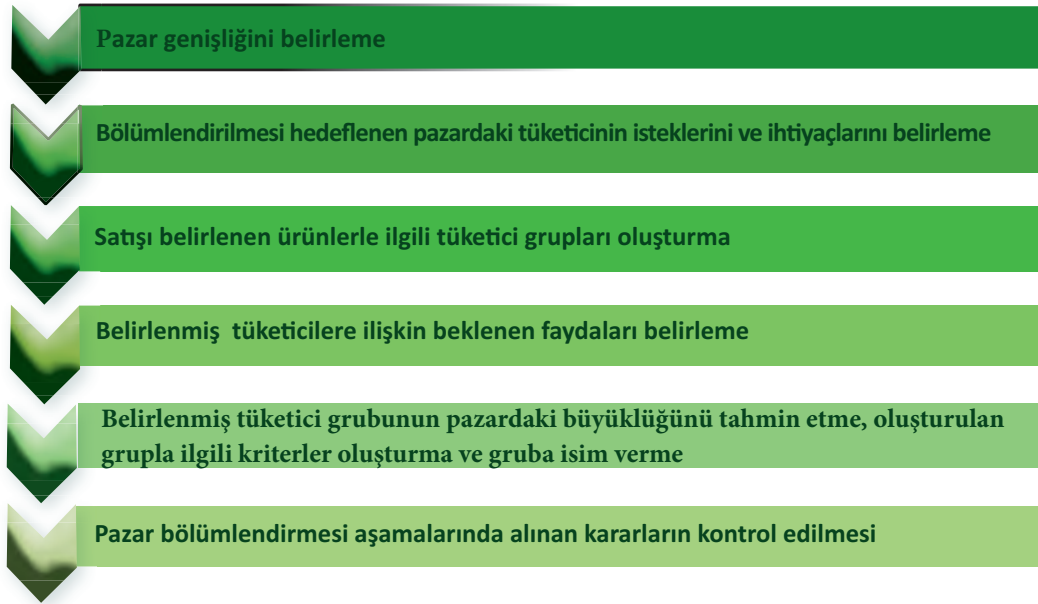 Pazar genişliğini belirleme
Bölümlendirilmesi hedeflenen pazardaki tüketicinin isteklerini ve ihtiyaçlarını belirleme
Satışı belirlenen ürünlerle ilgili tüketici grupları oluşturma
Belirlenmiş tüketicilere ilişkin beklenen faydaları belirleme
Belirlenmiş tüketici grubunun pazardaki büyüklüğünü tahmin etme, oluşturulan
grupla ilgili kriterler oluşturma ve gruba isim verme
Pazar bölümlendirmesi aşamalarında alınan kararların kontrol edilmesi